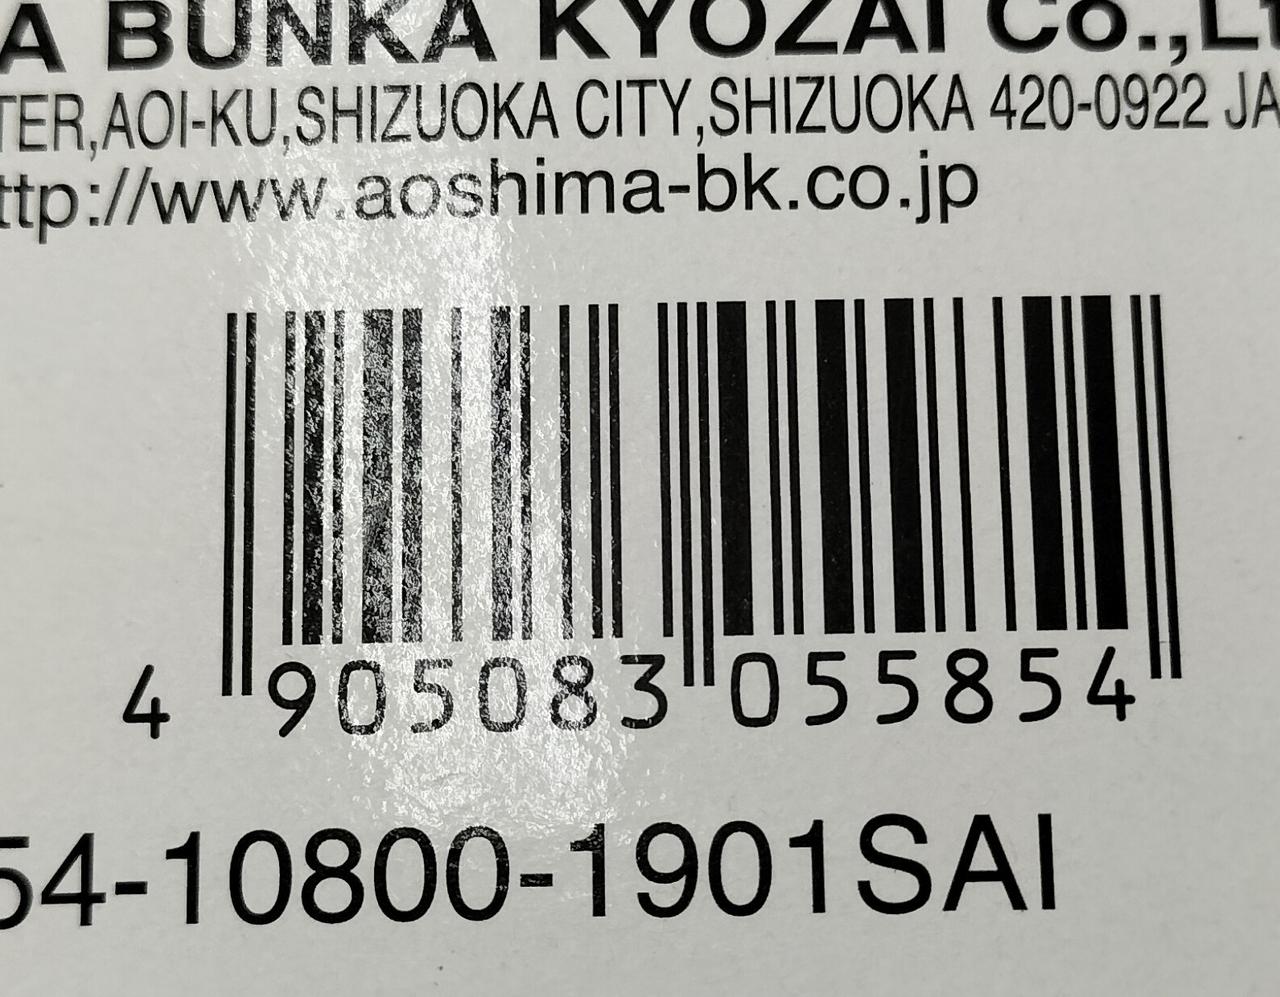 A BUNKA KYOZAI Co.,Lt
TER,AOI-KU,SHIZUOKA CITY,SHIZUOKA 420-0922 JA
ttp://www.aoshima-bk.co.jp
4 905083 055854
54-10800-1901SAI